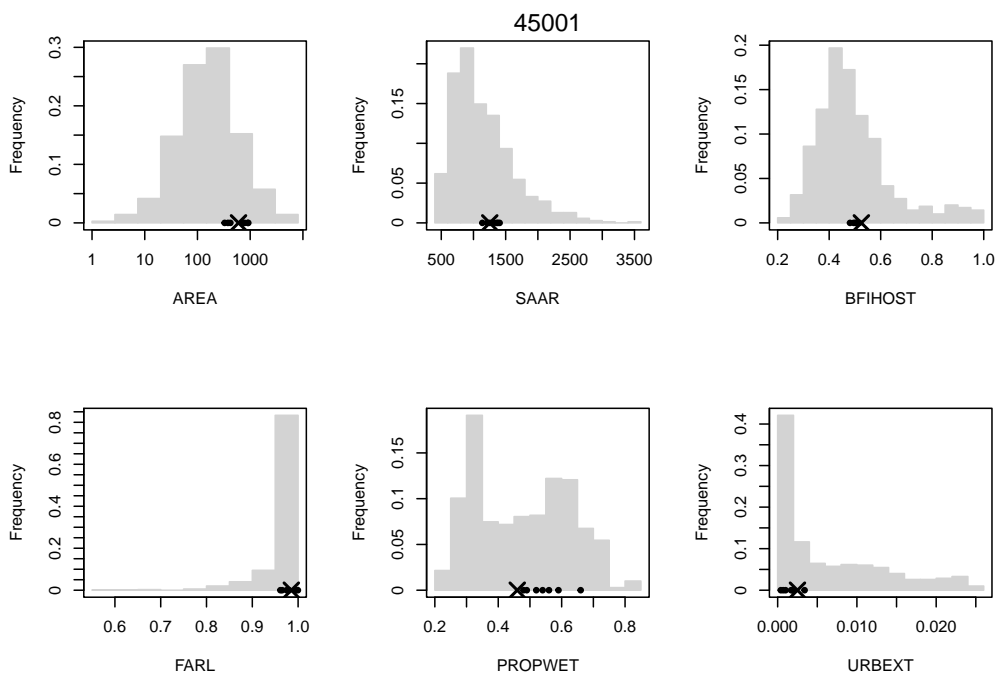 45001
Frequency
0 0.1 0.2 0.3
1 10 100 1000
AREA
Frequency
0 0.05 0.15
500 1500 2500 3500
SAAR
Frequency
0 0.05 0.1 0.15 0.2
0.2 0.4 0.6 0.8 1.0
BFIHOST
Frequency
0 0.2 0.4 0.6 0.8
0.6 0.7 0.8 0.9 1.0
FARL
Frequency
0 0.05 0.1 0.15
0.2 0.4 0.6 0.8
PROPWET
Frequency
0 0.1 0.2 0.3 0.4
0.000 0.010 0.020
URBEXT